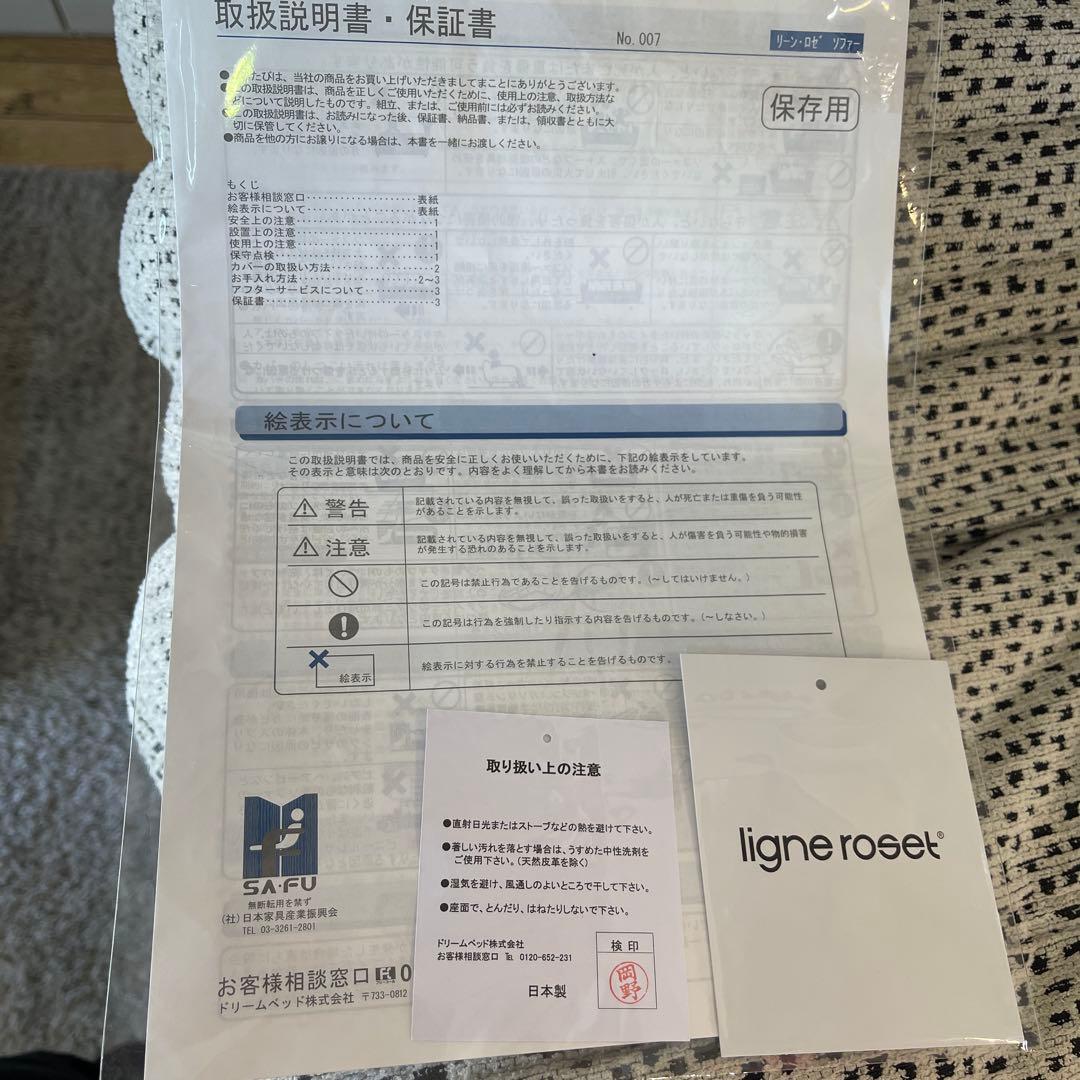 取扱説明書・保証書
No.007
リーン・ロゼ ソファー
保存用
たびは、当社の商品をお買い上げいただきましてまことにありがとうございます。
この取扱説明書は、商品を正しくご使用いただくために、使用上の注意、取扱方法な
どについて説明したものです。組立、または、ご使用前には必ずお読みください。
●この取扱説明書は、お読みになった後、保証書、納品書、または、領収書とともに大
切に保管してください。
●商品を他の方にお譲りになる場合は、本書を一緒にお渡しください。
もくじ
お客様相談窓口・・・・・・・・・・・・・・・・表紙
絵表示について・・・・・・・・・・・・・・・・表紙
安全上の注意・・・・・・・・・・・・・・・・・・1
設置上の注意・・・・・・・・・・・・・・・・・・1
使用上の注意・・・・・・・・・・・・・・・・・・1
保守点検・・・・・・・・・・・・・・・・・・・・1
カバーの取扱い方法・・・・・・・・・・・・・・・2
お手入れ方法・・・・・・・・・・・・・・・・2~3
アフターサービスについて・・・・・・・・・・・・3
保証書・・・・・・・・・・・・・・・・・・・・・3
絵表示について
この取扱説明書では、商品を安全に正しくお使いいただくために、下記の絵表示をしています。
その表示と意味は次のとおりです。内容をよく理解してから本書をお読みください。
⚠ 警告
記載されている内容を無視して、誤った取扱いをすると、人が死亡または重傷を負う可能性
があることを示します。
⚠ 注意
記載されている内容を無視して、誤った取扱いをすると、人が傷害を負う可能性や物的損害
が発生する恐れのあることを示します。
この記号は禁止行為であることを告げるものです。(~してはいけません。)
この記号は行為を強制したり指示する内容を告げるものです。(~しなさい。)
絵表示
絵表示に対する行為を禁止することを告げるものです。
SA・FU
無断転用を禁ず
(社)日本家具産業振興会
TEL 03-3261-2801
お客様相談窓口 0
ドリームベッド株式会社 〒733-0812
取り扱い上の注意
●直射日光またはストーブなどの熱を避けて下さい。
●著しい汚れを落とす場合は、うすめた中性洗剤を
ご使用下さい。(天然皮革を除く)
●湿気を避け、風通しのよいところで干して下さい。
●座面で、とんだり、はねたりしないで下さい。
ドリームベッド株式会社
お客様相談窓口 ℡ 0120-652-231
日本製
検印
岡野
ligne roset®